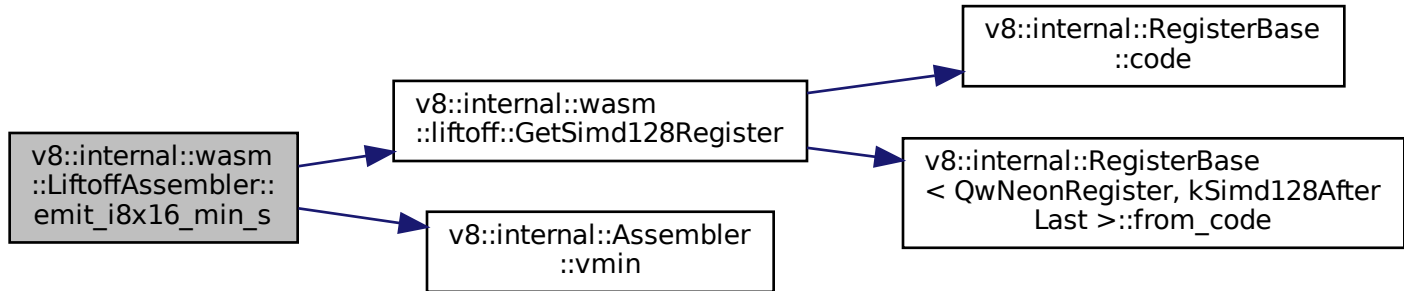 v8::internal::wasm
::LiftoffAssembler::
emit_i8x16_min_s
v8::internal::wasm
::liftoff::GetSimd128Register
v8::internal::Assembler
::vmin
v8::internal::RegisterBase
::code
v8::internal::RegisterBase
< QwNeonRegister, kSimd128After
Last >::from_code